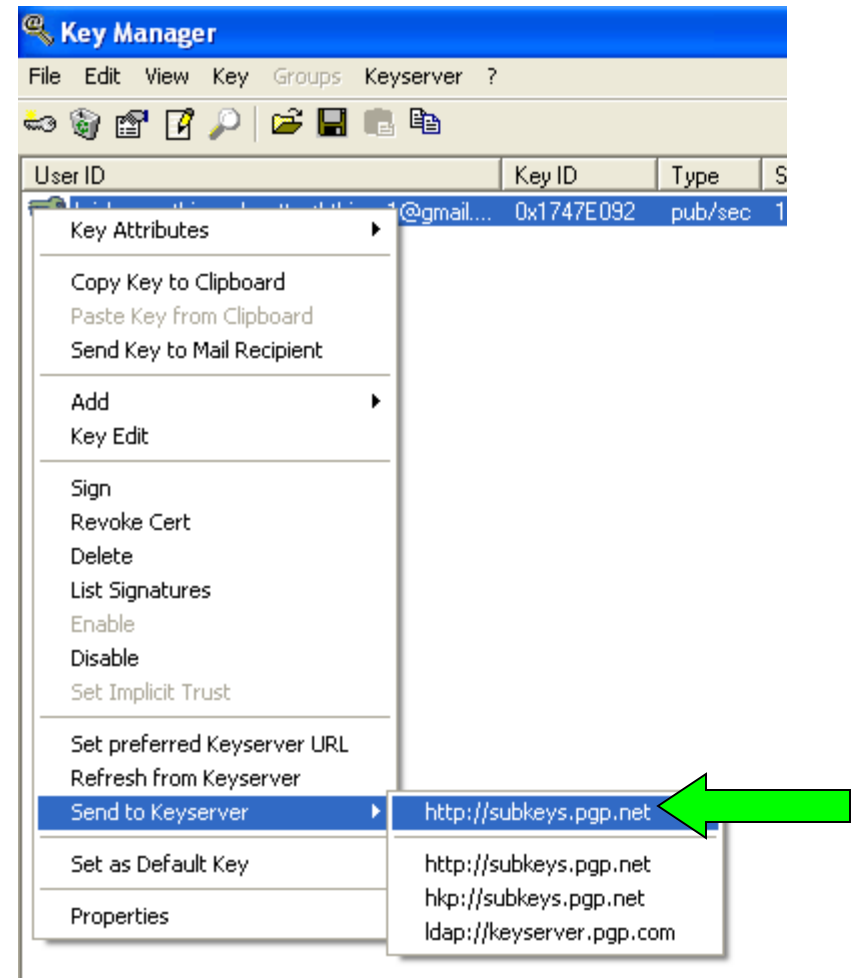 Key Manager
File Edit View Key Groups Keyserver ?
User ID Key ID Type S
1@gmail.... 0x1747E092 pub/sec 1
Key Attributes
Copy Key to Clipboard
Paste Key from Clipboard
Send Key to Mail Recipient
Add
Key Edit
Sign
Revoke Cert
Delete
List Signatures
Enable
Disable
Set Implicit Trust
Set preferred Keyserver URL
Refresh from Keyserver
Send to Keyserver http://subkeys.pgp.net
Set as Default Key http://subkeys.pgp.net
hkp://subkeys.pgp.net
Properties
ldap://keyserver.pgp.com